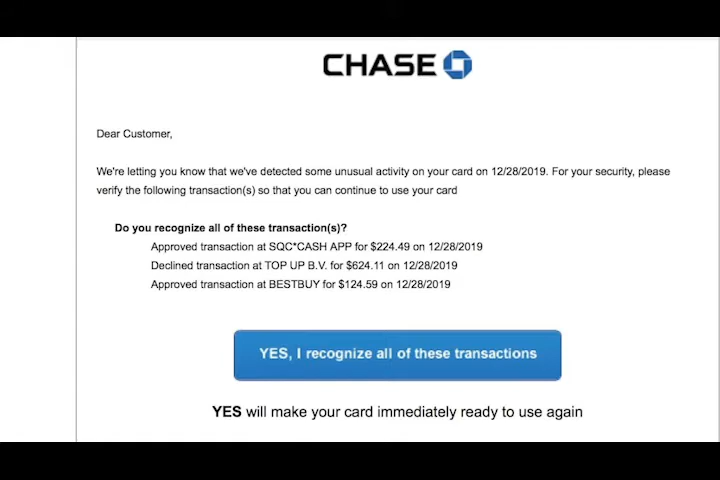 CHASE
Dear Customer,
We're letting you know that we've detected some unusual activity on your card on 12/28/2019. For your security, please
verify the following transaction(s) so that you can continue to use your card
Do you recognize all of these transaction(s)?
Approved transaction at SQC*CASH APP for $224.49 on 12/28/2019
Declined transaction at TOP UP B.V. for $624.11 on 12/28/2019
Approved transaction at BESTBUY for $124.59 on 12/28/2019
YES, I recognize all of these transactions
YES will make your card immediately ready to use again